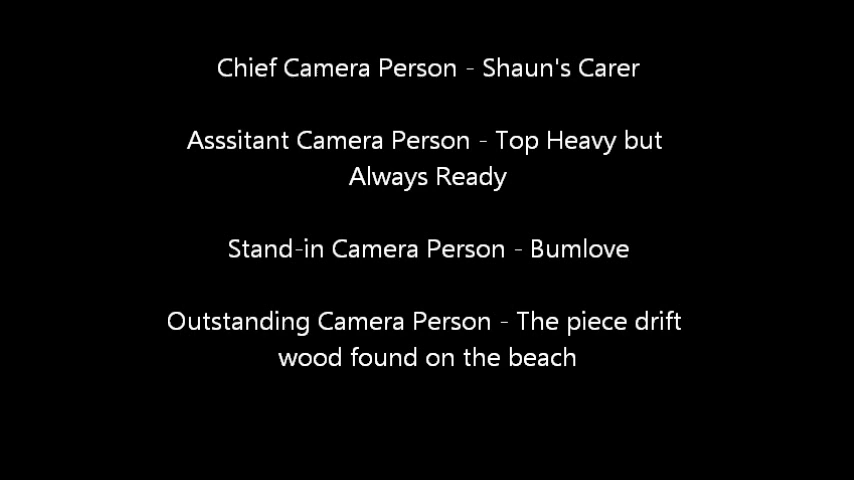 Chief Camera Person - Shaun's Carer
Asssitant Camera Person - Top Heavy but
Always Ready
Stand-in Camera Person - Bumlove
Outstanding Camera Person - The piece drift
wood found on the beach